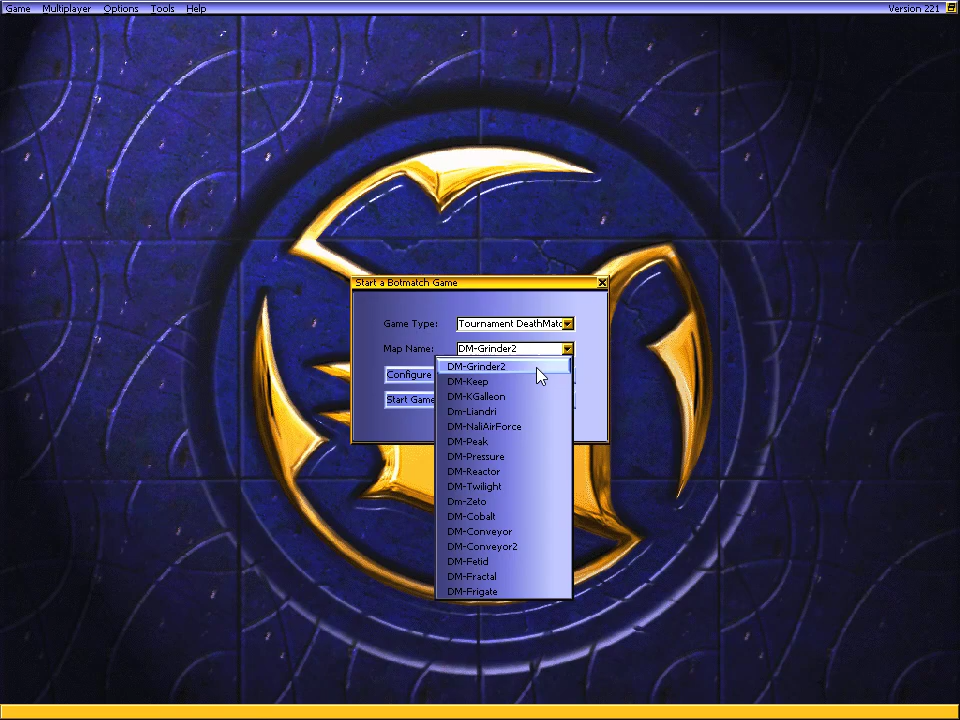 Game Multiplayer Options Tools Help Version 221
Start a Botmatch Game
Game Type: Tournament DeathMatc
Map Name: DM-Grinder2
DM-Grinder2
Configure
DM-Keep
DM-KGalleon
Start Game
Dm-Liandri
DM-NaliAirForce
DM-Peak
DM-Pressure
DM-Reactor
DM-Twilight
Dm-Zeto
DM-Cobalt
DM-Conveyor
DM-Conveyor2
DM-Fetid
DM-Fractal
DM-Frigate